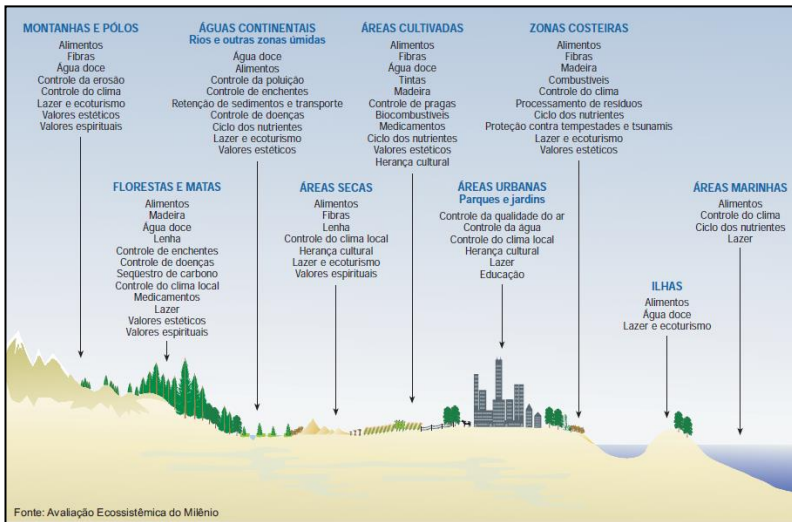 MONTANHAS E PÓLOS
Alimentos
Fibras
Água doce
Controle da erosão
Controle do clima
Lazer e ecoturismo
Valores estéticos
Valores espirituais
ÁGUAS CONTINENTAIS
Rios e outras zonas úmidas
Água doce
Alimentos
Controle da poluição
Controle de enchentes
Retenção de sedimentos e transporte
Controle de doenças
Ciclo dos nutrientes
Lazer e ecoturismo
Valores estéticos
ÁREAS CULTIVADAS
Alimentos
Fibras
Água doce
Tintas
Madeira
Controle de pragas
Biocombustíveis
Medicamentos
Ciclo dos nutrientes
Valores estéticos
Herança cultural
ZONAS COSTEIRAS
Alimentos
Fibras
Madeira
Combustíveis
Controle do clima
Processamento de resíduos
Ciclo dos nutrientes
Proteção contra tempestades e tsunamis
Lazer e ecoturismo
Valores estéticos
FLORESTAS E MATAS
Alimentos
Madeira
Água doce
Lenha
Controle de enchentes
Controle de doenças
Seqüestro de carbono
Controle do clima local
Medicamentos
Lazer
Valores estéticos
Valores espirituais
ÁREAS SECAS
Alimentos
Fibras
Lenha
Controle do clima local
Herança cultural
Lazer e ecoturismo
Valores espirituais
ÁREAS URBANAS
Parques e jardins
Controle da qualidade do ar
Controle da água
Controle do clima local
Herança cultural
Lazer
Educação
ÁREAS MARINHAS
Alimentos
Controle do clima
Ciclo dos nutrientes
Lazer
ILHAS
Alimentos
Água doce
Lazer e ecoturismo
Fonte: Avaliação Ecossistêmica do Milênio